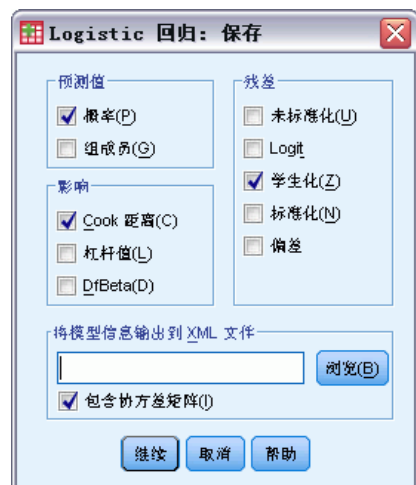 Logistic 回归: 保存
预测值
概率(P)
组成员(G)
影响
Cook 距离(C)
杠杆值(L)
DfBeta(D)
残差
未标准化(U)
Logit
学生化(Z)
标准化(N)
偏差
将模型信息输出到 XML 文件
浏览(B)
包含协方差矩阵(I)
继续
取消
帮助